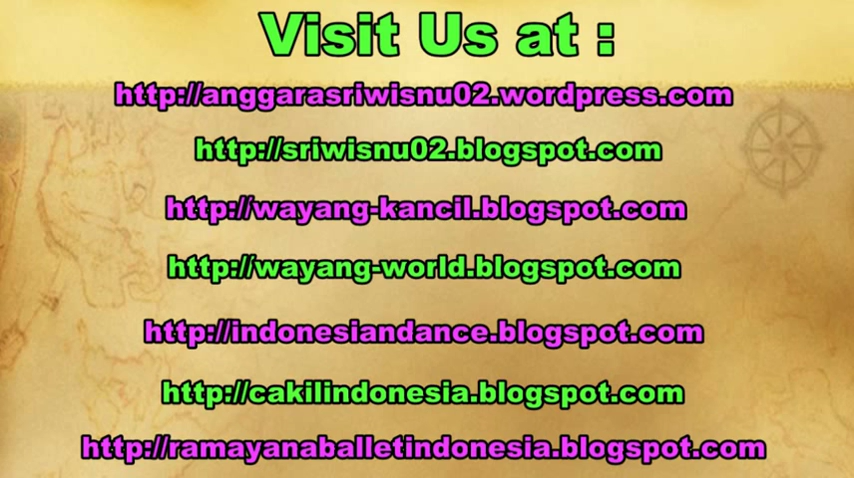 Visit Us at :
http://anggarasriwisnu02.wordpress.com
http://sriwisnu02.blogspot.com
http://wayang-kancil.blogspot.com
http://wayang-world.blogspot.com
http://indonesiandance.blogspot.com
http://cakilindonesia.blogspot.com
http://ramayanaballetindonesia.blogspot.com